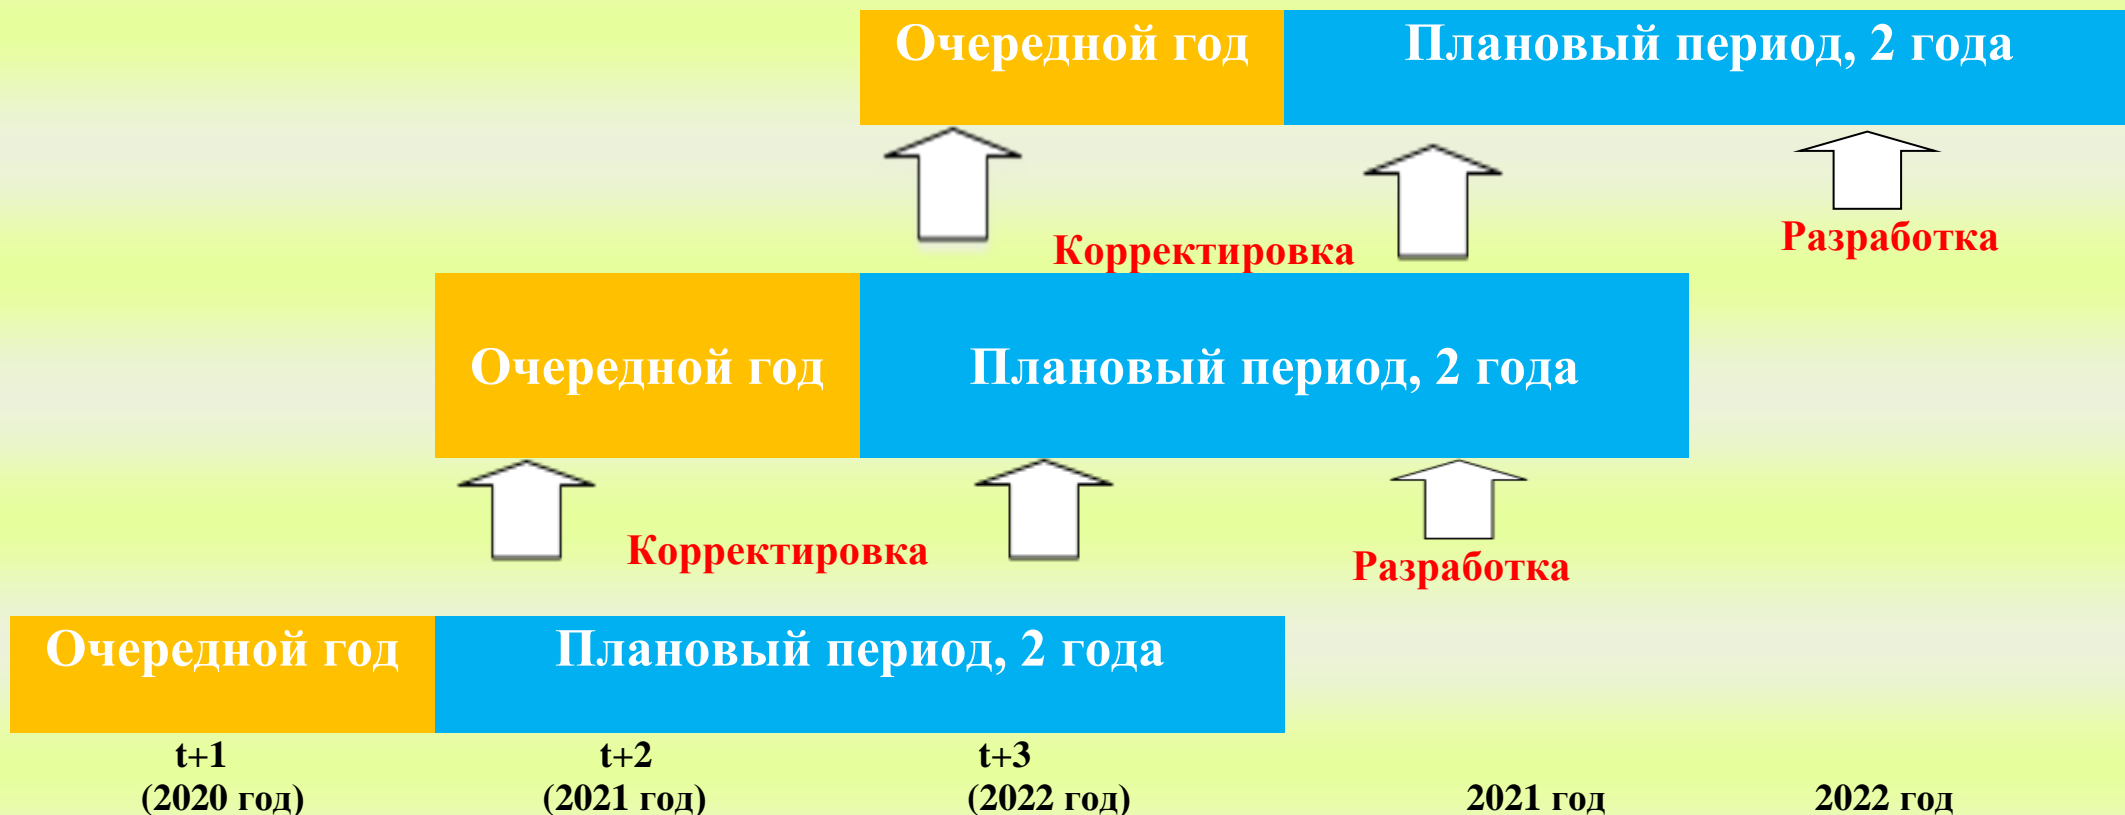 Очередной год
Плановый период, 2 года
Корректировка
Разработка
Очередной год
Плановый период, 2 года
Корректировка
Разработка
Очередной год
Плановый период, 2 года
t+1
t+2
t+3
(2020 год)
(2021 год)
(2022 год)
2021 год
2022 год